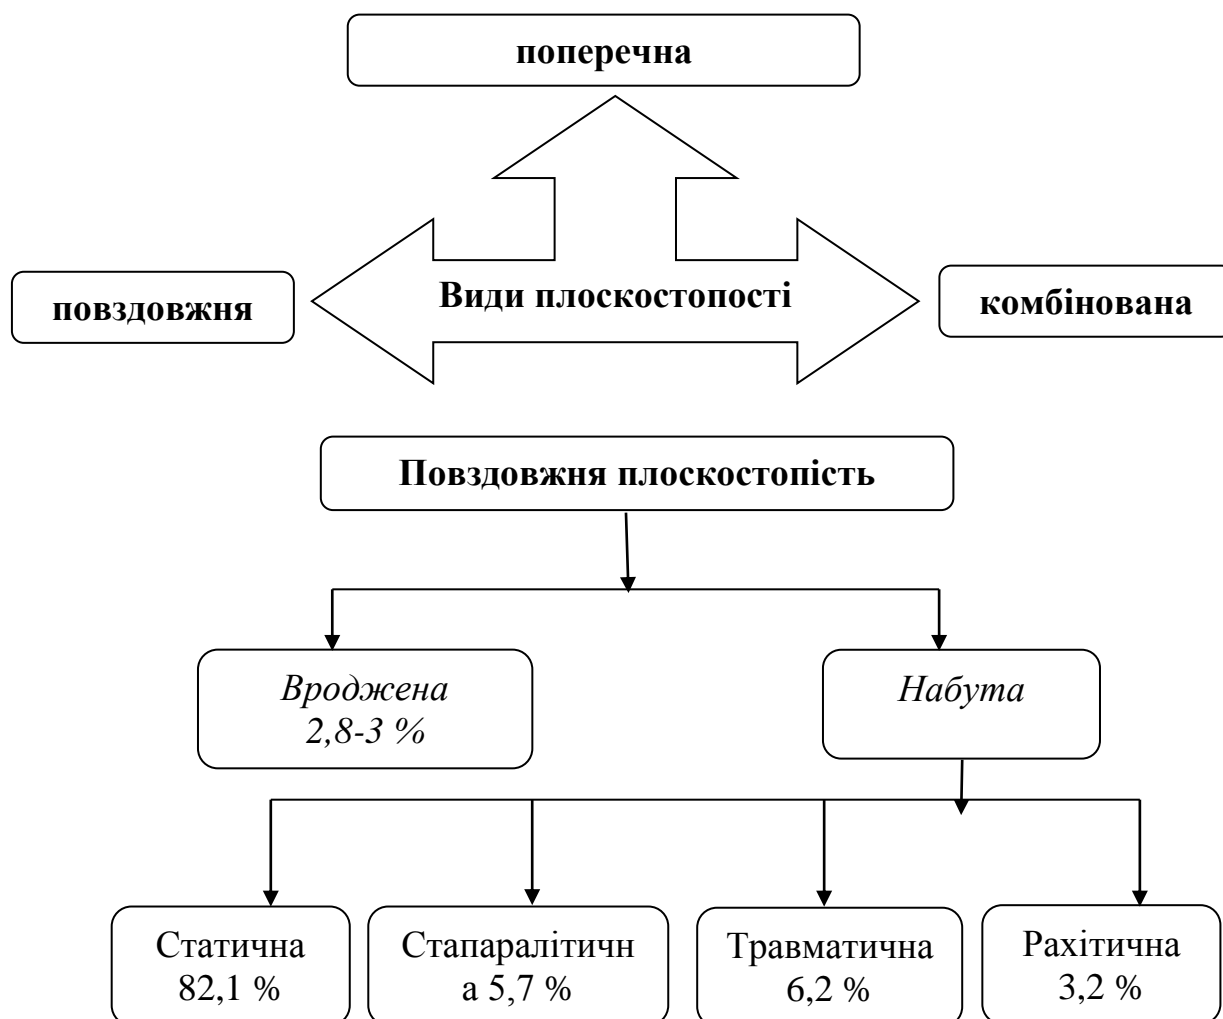 поперечна
Види плоскостопості
повздовжня
комбінована
Повздовжня плоскостопість
Вроджена
2,8-3 %
Набута
Статична
82,1 %
Стапаралітичн
а 5,7 %
Травматична
6,2 %
Рахітична
3,2 %